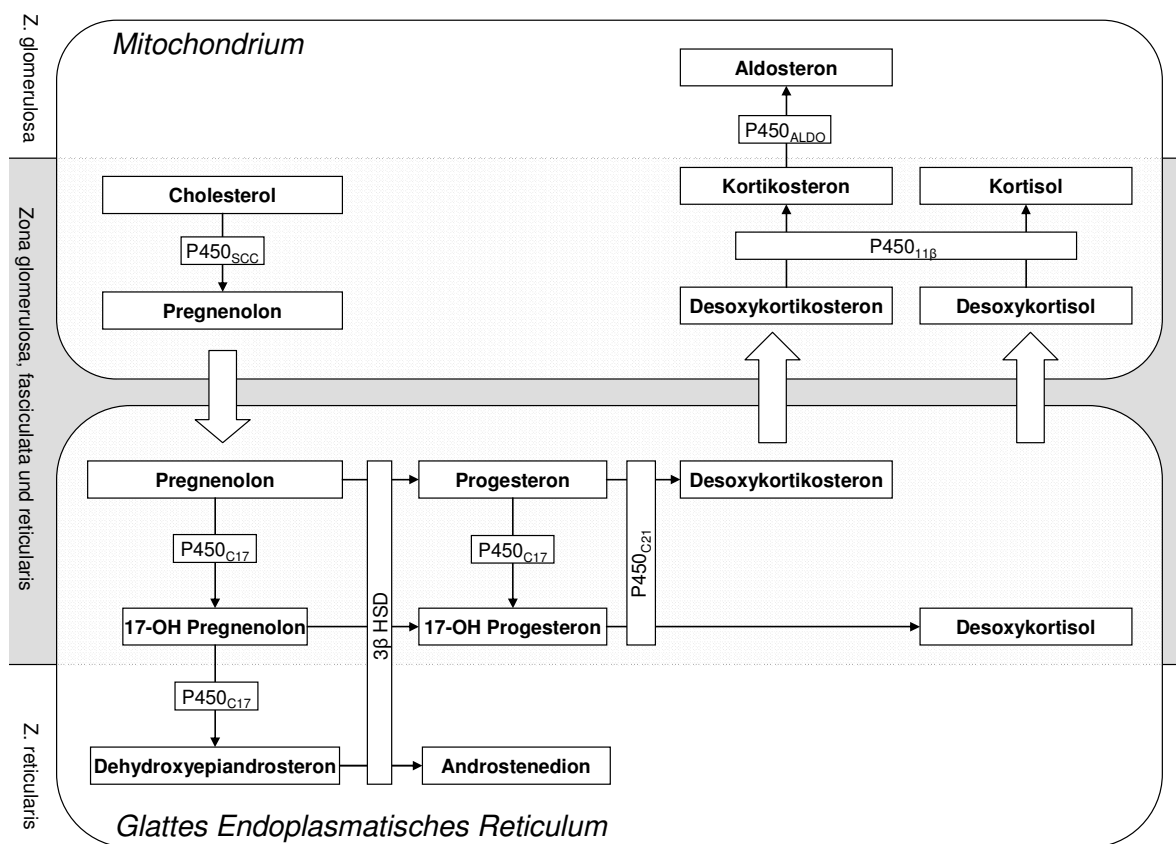 Z. glomerulosa
Mitochondrium
Aldosteron
P450ALDO
Zona glomerulosa, fasciculata und reticularis
Cholesterol
Kortikosteron
Kortisol
P450SCC
P45011β
Pregnenolon
Desoxykortikosteron
Desoxykortisol
Pregnenolon
Progesteron
Desoxykortikosteron
P450C17
3β HSD
P450C17
P450C21
17-OH Pregnenolon
17-OH Progesteron
Desoxykortisol
P450C17
Z. reticularis
Dehydroxyepiandrosteron
Androstenedion
Glattes Endoplasmatisches Reticulum